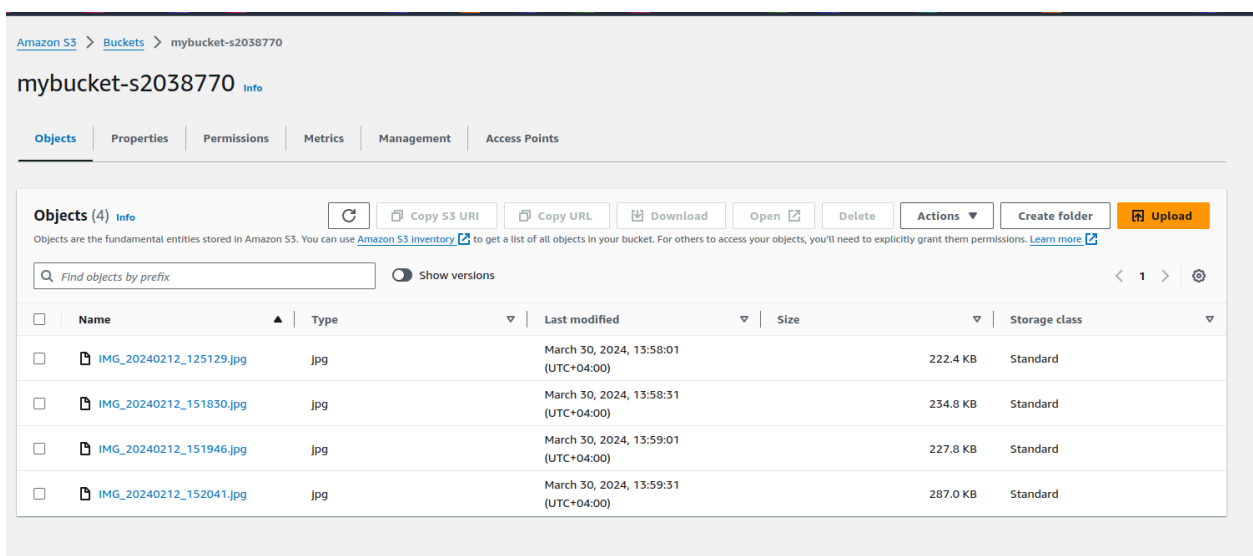 Amazon S3 > Buckets > mybucket-s2038770
mybucket-s2038770 Info
Objects Properties Permissions Metrics Management Access Points
Objects (4) Info Copy S3 URI Copy URL Download Open Delete Actions Create folder Upload
Objects are the fundamental entities stored in Amazon S3. You can use Amazon S3 inventory to get a list of all objects in your bucket. For others to access your objects, you'll need to explicitly grant them permissions. Learn more
Find objects by prefix Show versions < 1 >
Name Type Last modified Size Storage class
IMG_20240212_125129.jpg jpg March 30, 2024, 13:58:01 (UTC+04:00) 222.4 KB Standard
IMG_20240212_151830.jpg jpg March 30, 2024, 13:58:31 (UTC+04:00) 234.8 KB Standard
IMG_20240212_151946.jpg jpg March 30, 2024, 13:59:01 (UTC+04:00) 227.8 KB Standard
IMG_20240212_152041.jpg jpg March 30, 2024, 13:59:31 (UTC+04:00) 287.0 KB Standard